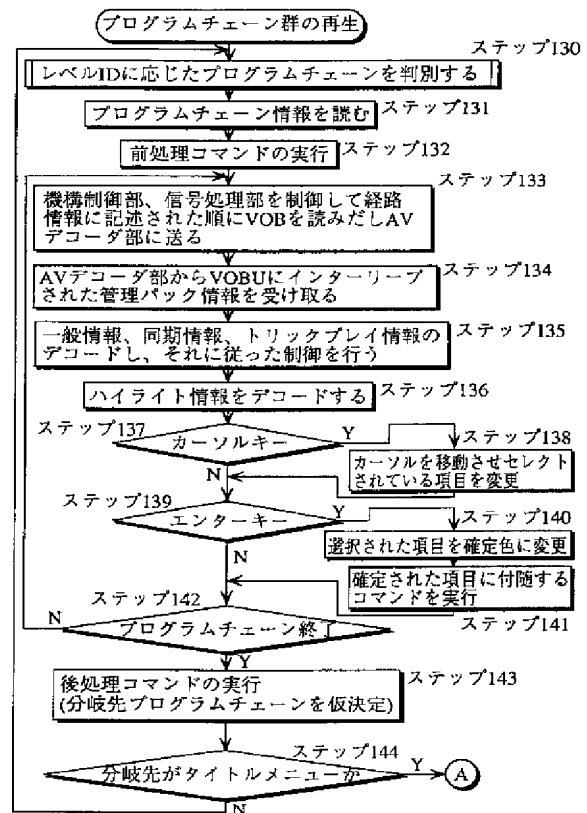 プログラムチェーン群の再生
ステップ130
レベルIDに応じたプログラムチェーンを判別する
ステップ131
プログラムチェーン情報を読む
ステップ132
前処理コマンドの実行
ステップ133
機構制御部、信号処理部を制御して経路
情報に記述された順にVOBを読みだしAV
デコーダ部に送る
ステップ134
AVデコーダ部からVOBUにインターリーブ
された管理パック情報を受け取る
ステップ135
一般情報、同期情報、トリックプレイ情報の
デコードし、それに従った制御を行う
ステップ136
ハイライト情報をデコードする
ステップ137
カーソルキー
Y
ステップ138
カーソルを移動させセレクト
されている項目を変更
N
ステップ139
エンターキー
Y
ステップ140
選択された項目を確定色に変更
N
確定された項目に付随する
コマンドを実行
ステップ141
ステップ142
N
プログラムチェーン終了
Y
ステップ143
後処理コマンドの実行
(分岐先プログラムチェーンを仮決定)
ステップ144
分岐先がタイトルメニューか
Y
A
N